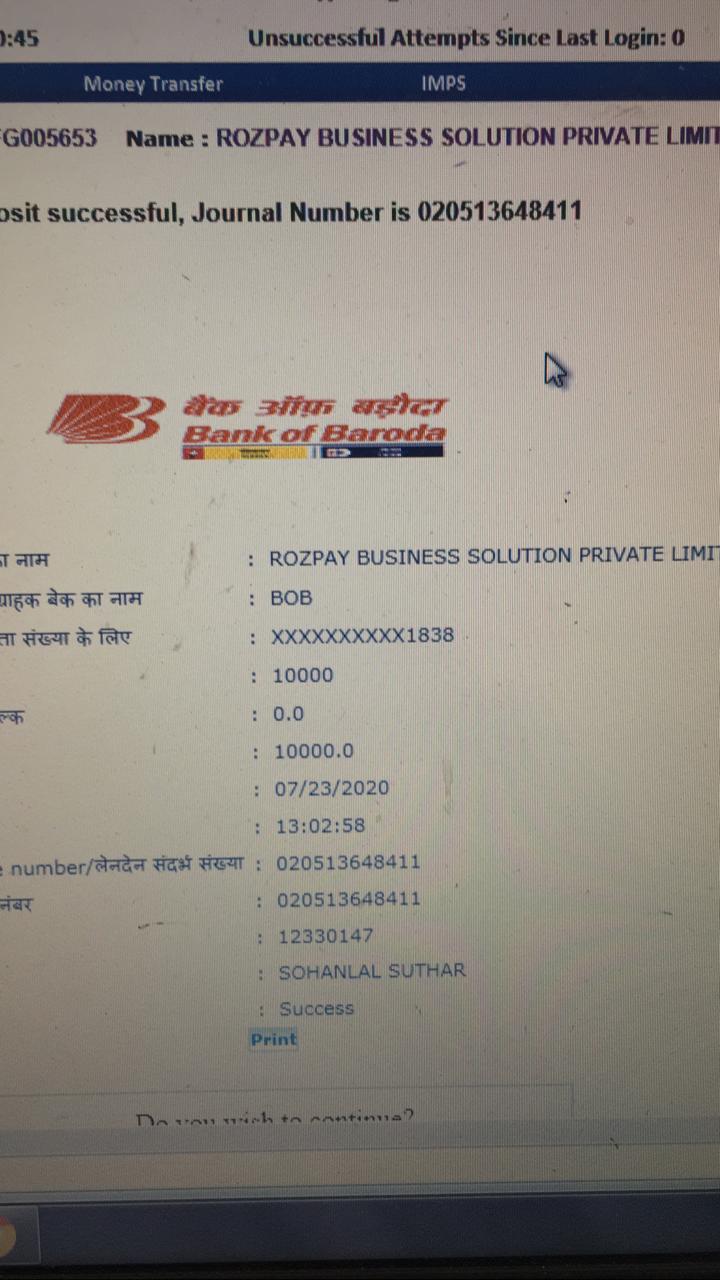 0:45 Unsuccessful Attempts Since Last Login: 0
Money Transfer IMPS
G005653 Name : ROZPAY BUSINESS SOLUTION PRIVATE LIMIT
osit successful, Journal Number is 020513648411
बैंक ऑफ़ बड़ौदा
Bank of Baroda
ा नाम : ROZPAY BUSINESS SOLUTION PRIVATE LIMIT
ग्राहक बेक का नाम : BOB
ता संख्या के लिए : XXXXXXXXXX1838
: 10000
ल्क : 0.0
: 10000.0
: 07/23/2020
: 13:02:58
e number/लेनदेन संदर्भ संख्या : 020513648411
नंबर : 020513648411
: 12330147
: SOHANLAL SUTHAR
: Success
Print
Do you wish to continue?